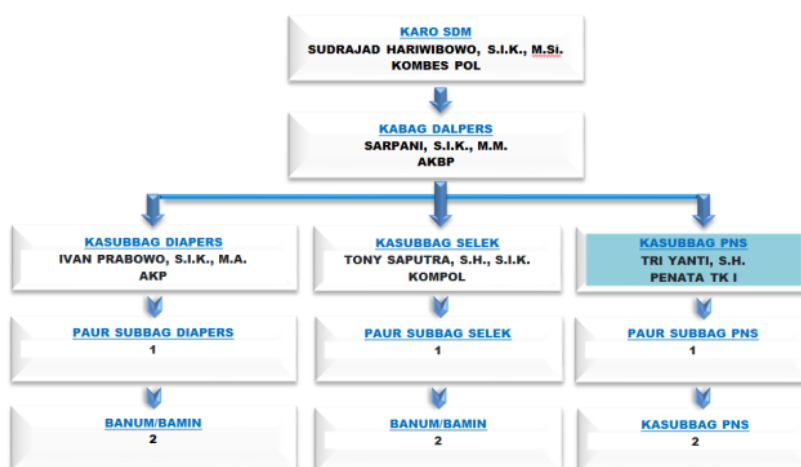 KARO SDM
SUDRAJAD HARIWIBOWO, S.I.K., M.Si.
KOMBES POL
KABAG DALPERS
SARPANI, S.I.K., M.M.
AKBP
KASUBBAG DIAPERS
IVAN PRABOWO, S.I.K., M.A.
AKP
KASUBBAG SELEK
TONY SAPUTRA, S.H., S.I.K.
KOMPOL
KASUBBAG PNS
TRI YANTI, S.H.
PENATA TK I
PAUR SUBBAG DIAPERS
1
PAUR SUBBAG SELEK
1
PAUR SUBBAG PNS
1
BANUM/BAMIN
2
BANUM/BAMIN
2
KASUBBAG PNS
2